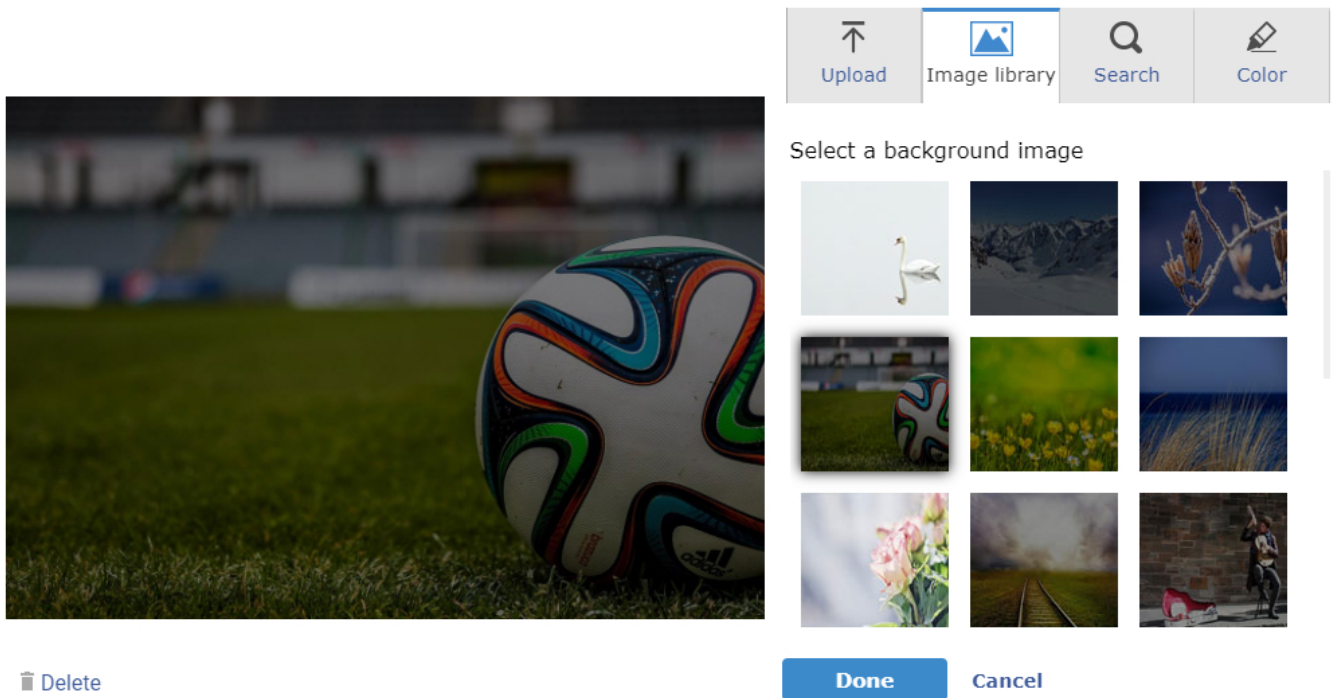 Upload
Image library
Search
Color
Select a background image
adidas
Delete
Done
Cancel